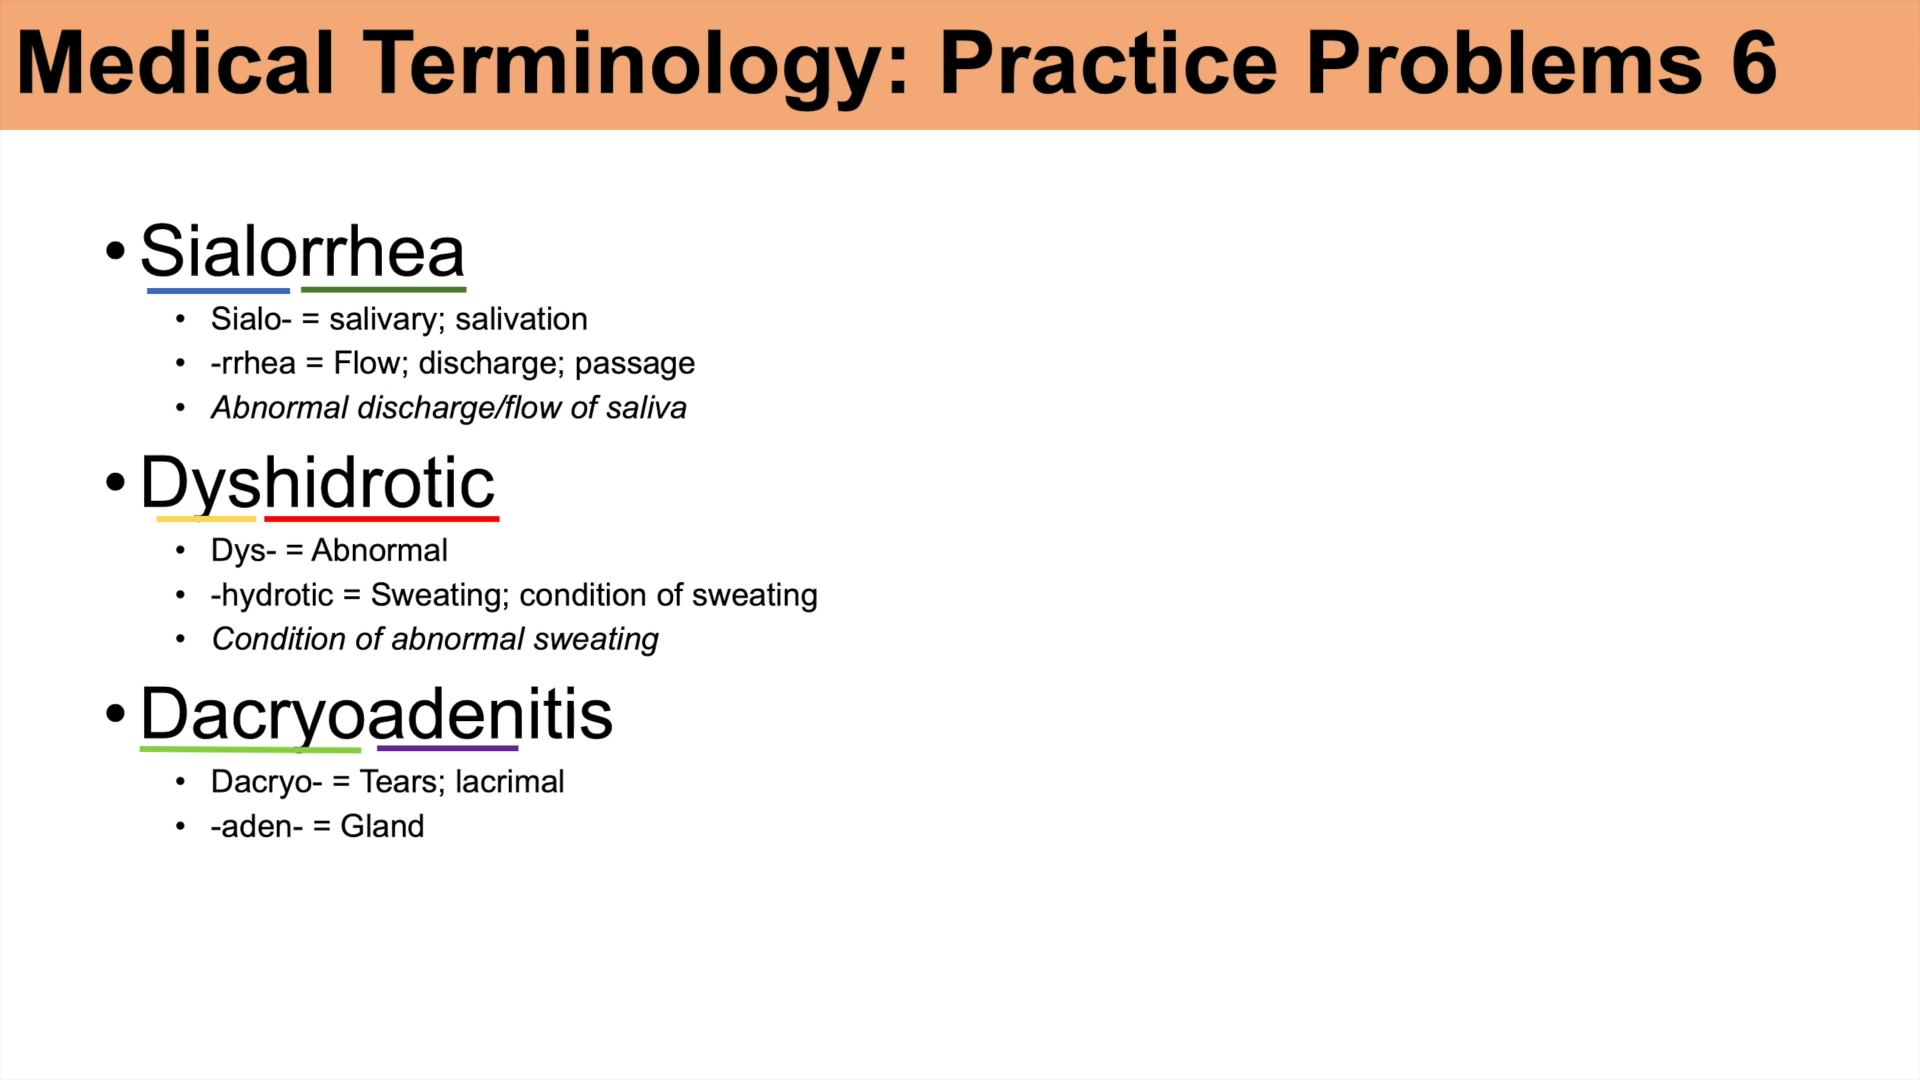 Medical Terminology: Practice Problems 6
• Sialorrhea
• Sialo- = salivary; salivation
• -rrhea = Flow; discharge; passage
• Abnormal discharge/flow of saliva
• Dyshidrotic
• Dys- = Abnormal
• -hydrotic = Sweating; condition of sweating
• Condition of abnormal sweating
• Dacryoadenitis
• Dacryo- = Tears; lacrimal
• -aden- = Gland